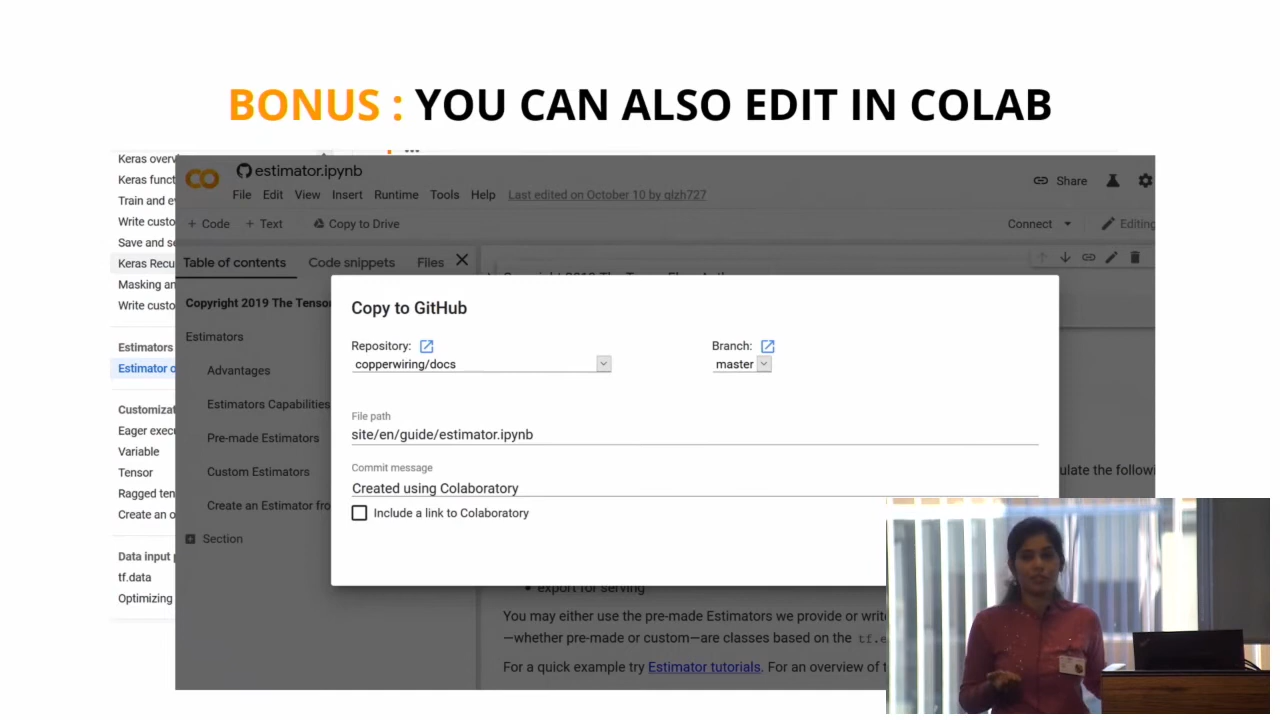 BONUS : YOU CAN ALSO EDIT IN COLAB
Keras overv
Keras funct
Train and ev
Write custo
Save and se
Keras Recu
Masking an
Write custo
Estimators
Estimator o
Customizat
Eager exec
Variable
Tensor
Ragged ten
Create an o
Data input p
tf.data
Optimizing
estimator.ipynb
File Edit View Insert Runtime Tools Help Last edited on October 10 by qizh727
Share
+ Code + Text Copy to Drive
Connect Editing
Table of contents Code snippets Files
Copyright 2019 The Tensor
Estimators
Advantages
Estimators Capabilities
Pre-made Estimators
Custom Estimators
Create an Estimator fro
Section
Copy to GitHub
Repository: Branch:
copperwiring/docs master
File path
site/en/guide/estimator.ipynb
Commit message
Created using Colaboratory
Include a link to Colaboratory
ulate the followi
export for serving
You may either use the pre-made Estimators we provide or write
—whether pre-made or custom—are classes based on the tf.e
For a quick example try Estimator tutorials. For an overview of t